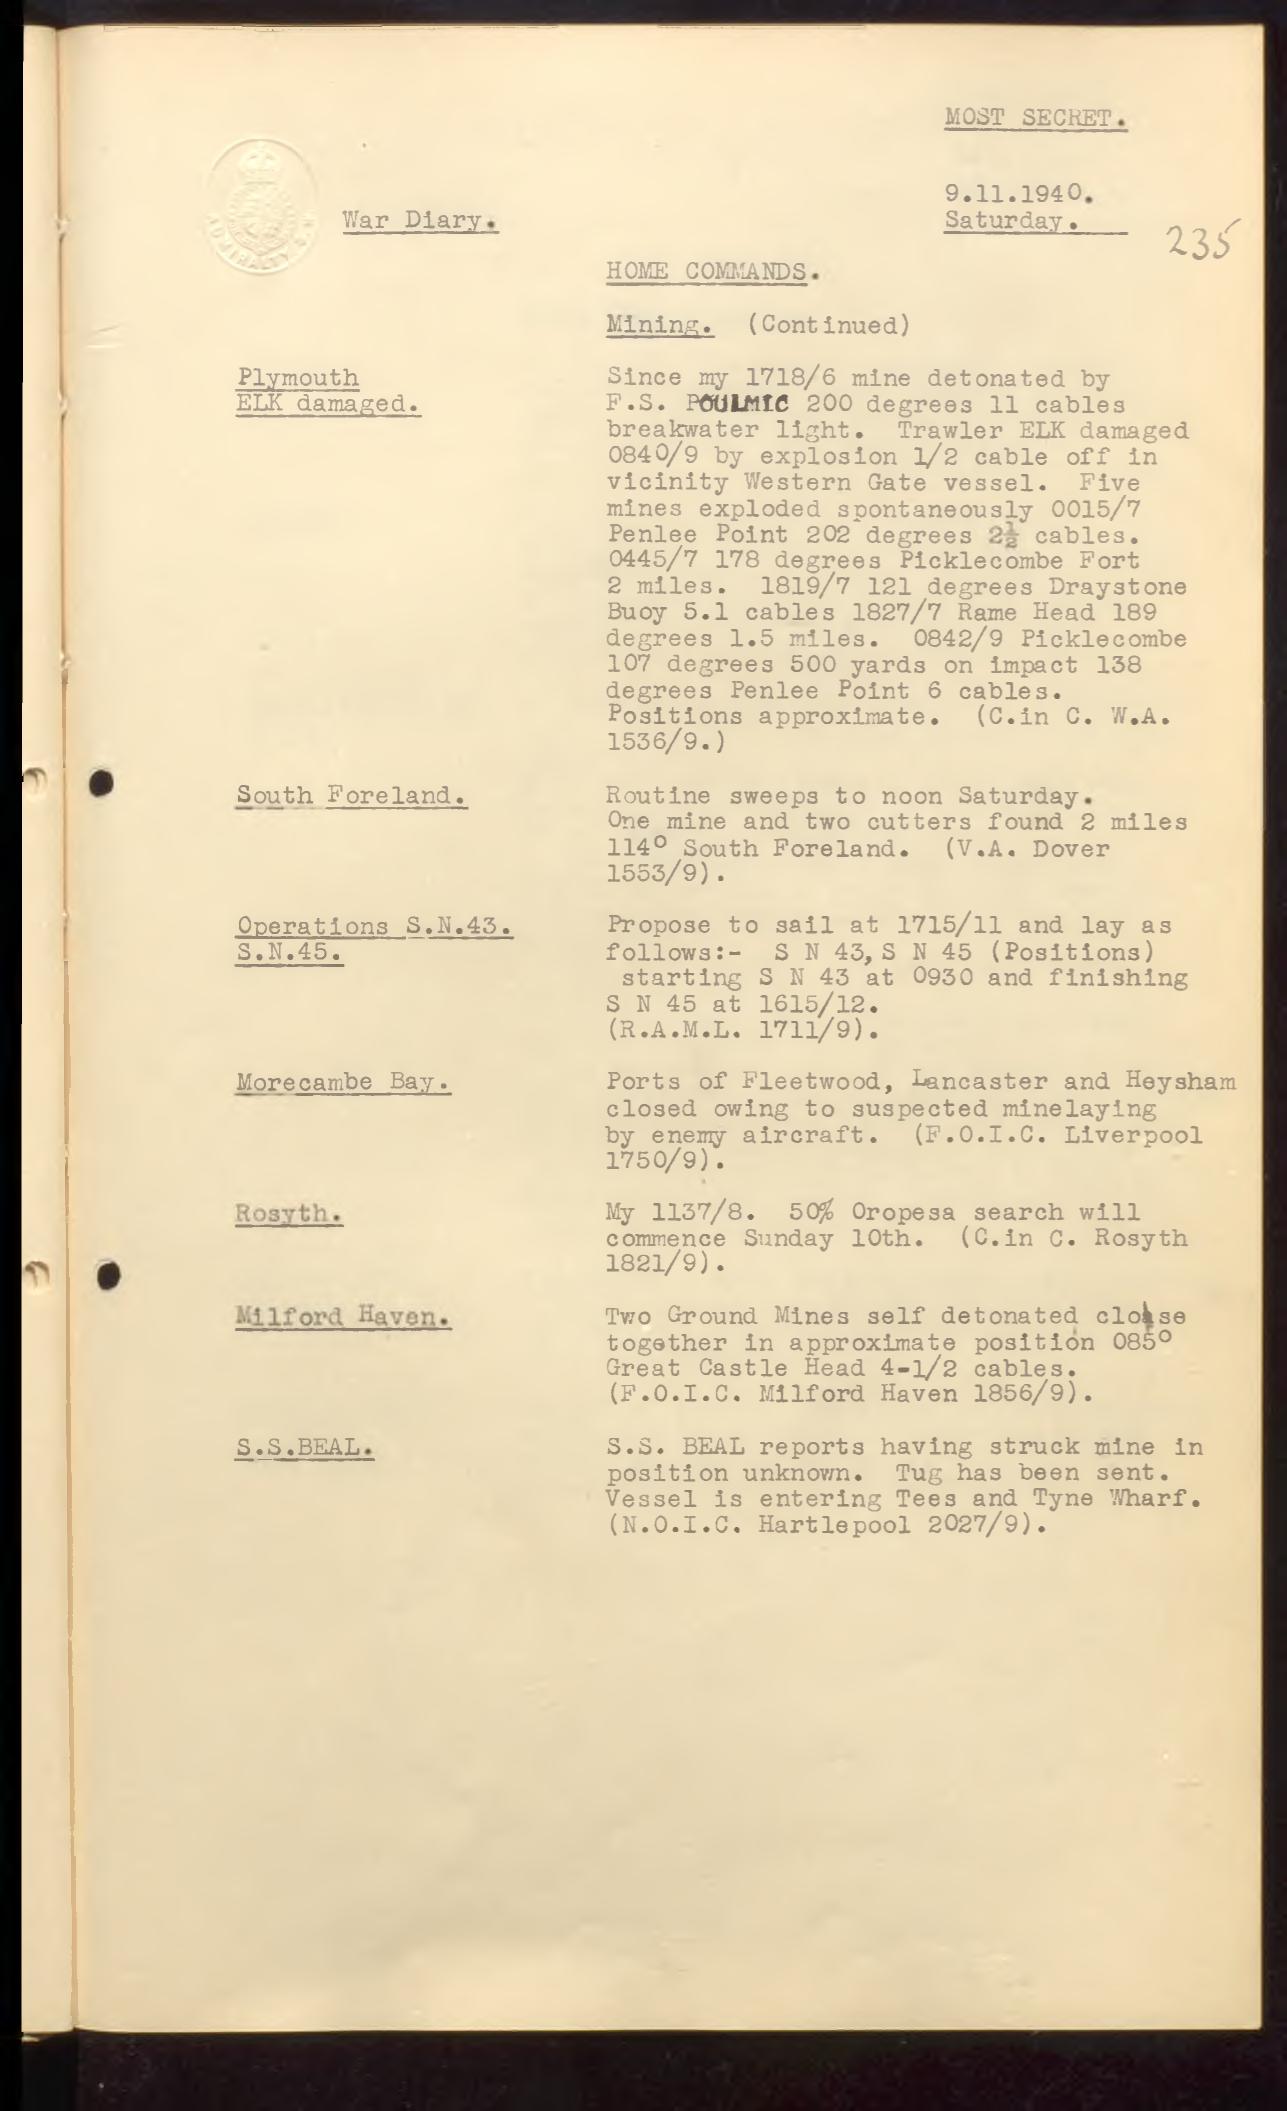 MOST SECRET.
9.11.1940.
War Diary.
Saturday.
235
HOME COMMANDS.
Mining. (Continued)
Plymouth
ELK damaged.
Since my 1718/6 mine detonated by
F.S. POULMIC 200 degrees 11 cables
breakwater light. Trawler ELK damaged
0840/9 by explosion 1/2 cable off in
vicinity Western Gate vessel. Five
mines exploded spontaneously 0015/7
Penlee Point 202 degrees 2½ cables.
0445/7 178 degrees Picklecombe Fort
2 miles. 1819/7 121 degrees Draystone
Buoy 5.1 cables 1827/7 Rame Head 189
degrees 1.5 miles. 0842/9 Picklecombe
107 degrees 500 yards on impact 138
degrees Penlee Point 6 cables.
Positions approximate. (C.in C. W.A.
1536/9.)
South Foreland.
Routine sweeps to noon Saturday.
One mine and two cutters found 2 miles
114° South Foreland. (V.A. Dover
1553/9).
Operations S.N.43.
S.N.45.
Propose to sail at 1715/11 and lay as
follows:- S N 43, S N 45 (Positions)
starting S N 43 at 0930 and finishing
S N 45 at 1615/12.
(R.A.M.L. 1711/9).
Morecambe Bay.
Ports of Fleetwood, Lancaster and Heysham
closed owing to suspected minelaying
by enemy aircraft. (F.O.I.C. Liverpool
1750/9).
Rosyth.
My 1137/8. 50% Oropesa search will
commence Sunday 10th. (C.in C. Rosyth
1821/9).
Milford Haven.
Two Ground Mines self detonated close
together in approximate position 085°
Great Castle Head 4-1/2 cables.
(F.O.I.C. Milford Haven 1856/9).
S.S.BEAL.
S.S. BEAL reports having struck mine in
position unknown. Tug has been sent.
Vessel is entering Tees and Tyne Wharf.
(N.O.I.C. Hartlepool 2027/9).